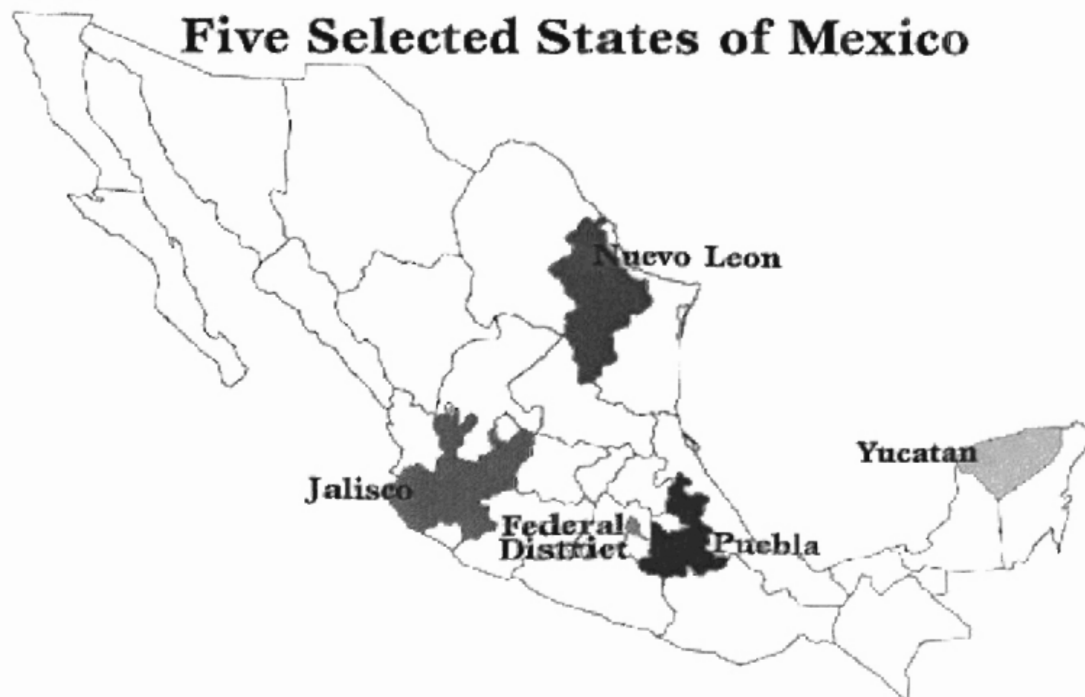 Five Selected States of Mexico
Nuevo Leon
Yucatan
Jalisco
Federal
District
Puebla